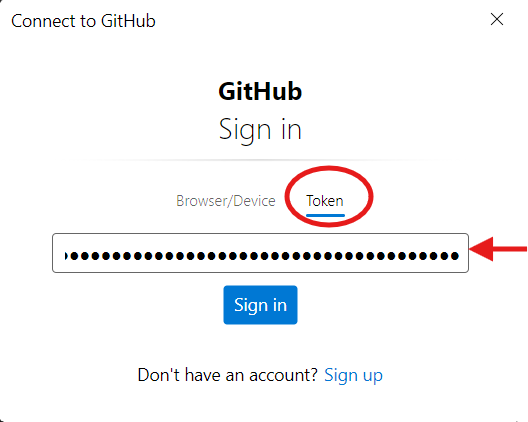 Connect to GitHub
GitHub
Sign in
Browser/Device Token
Sign in
Don't have an account? Sign up